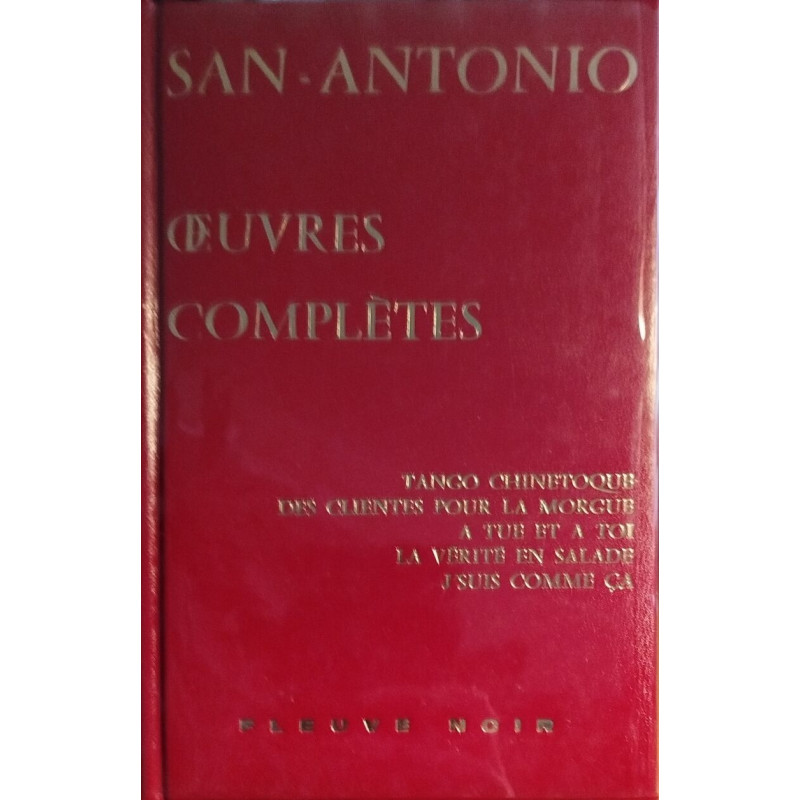 SAN-ANTONIO
ŒUVRES
COMPLÈTES
TANGO CHINETOQUE
DES CLIENTES POUR LA MORGUE
A TUE ET A TOI
LA VÉRITÉ EN SALADE
J'SUIS COMME ÇA
FLEUVE NOIR